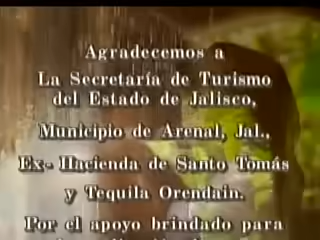 Agradecemos a
La Secretaría de Turismo
del Estado de Jalisco,
Municipio de Arenal, Jal.,
Ex- Hacienda de Santo Tomás
y Tequila Orendain.
Por el apoyo brindado para